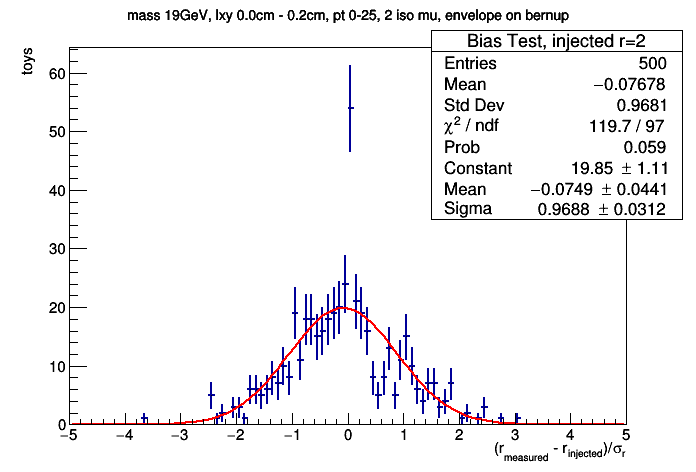 mass 19GeV, lxy 0.0cm - 0.2cm, pt 0-25, 2 iso mu, envelope on bernup
Bias Test, injected r=2
Entries 500
Mean −0.07678
Std Dev 0.9681
χ² / ndf 119.7 / 97
Prob 0.059
Constant 19.85 ± 1.11
Mean −0.0749 ± 0.0441
Sigma 0.9688 ± 0.0312
toys
60
50
40
30
20
10
0
−5 −4 −3 −2 −1 0 1 2 3 4 5
(r_measured - r_injected)/σ_r